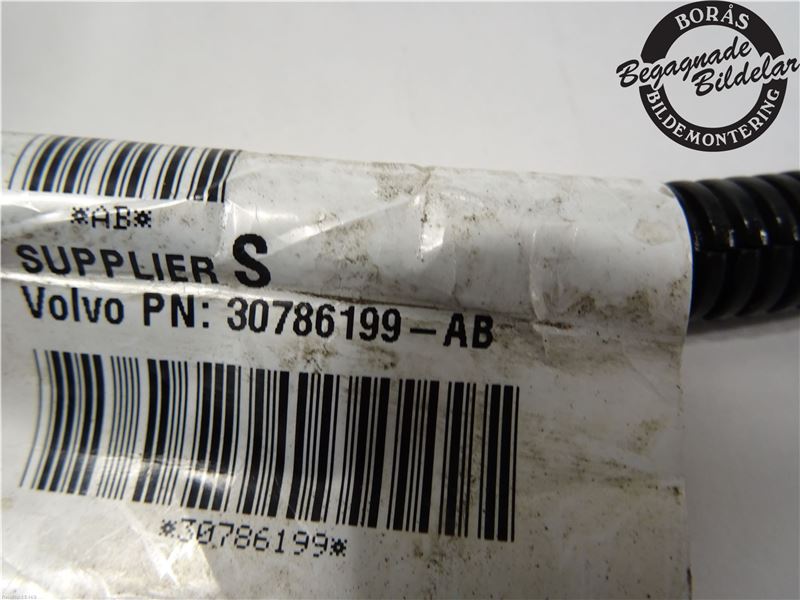 BORÅS
Begagnade
Bildelar
BILDEMONTERING
*AB*
SUPPLIER S
Volvo PN: 30786199-AB
*30786199*